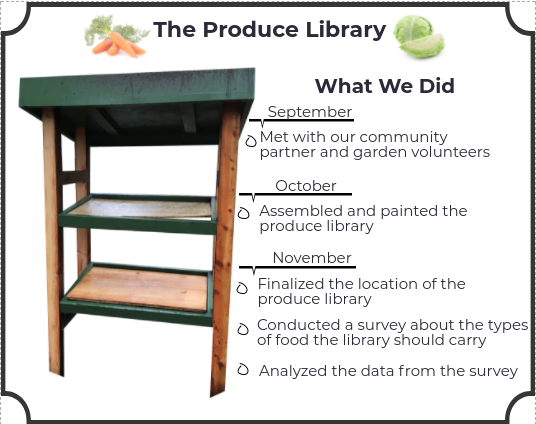 The Produce Library
What We Did
September
Met with our community
partner and garden volunteers
October
Assembled and painted the
produce library
November
Finalized the location of the
produce library
Conducted a survey about the types
of food the library should carry
Analyzed the data from the survey